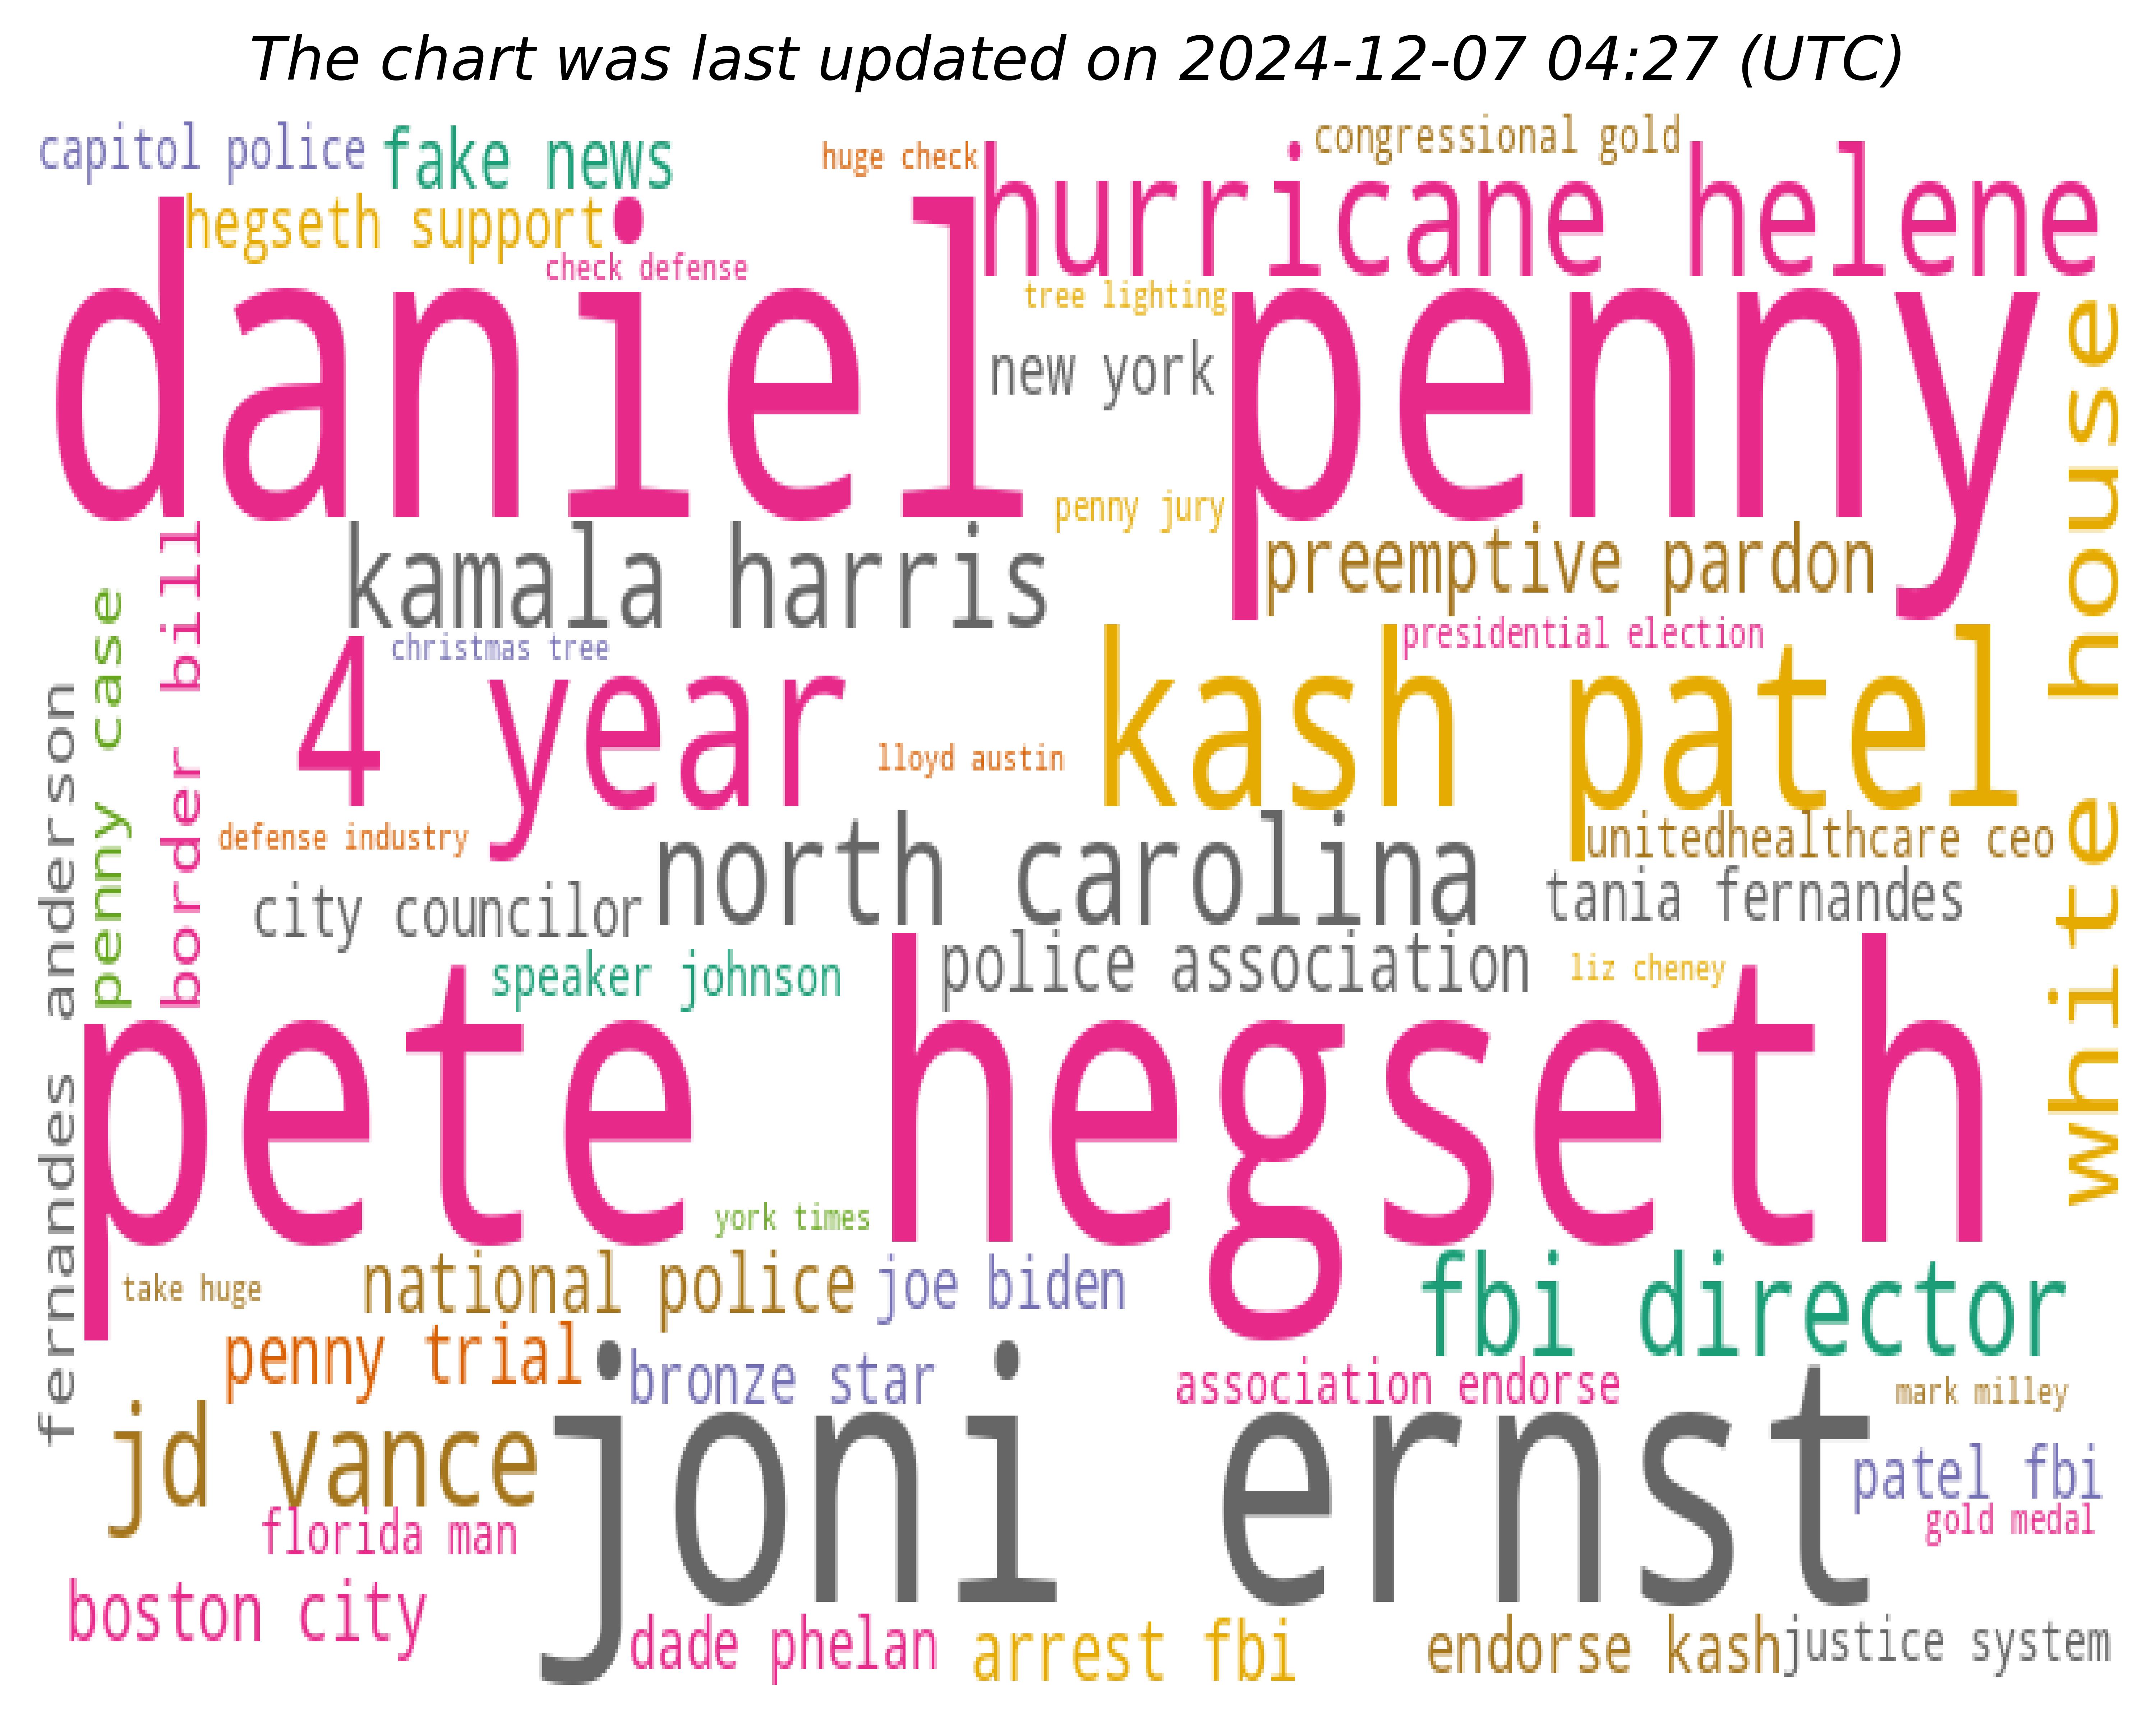 The chart was last updated on 2024-12-07 04:27 (UTC)
capitol police
fake news
huge check
congressional gold
hurricane helene
hegseth support
check defense
daniel penny
tree lighting
new york
penny jury
white house
kamala harris
preemptive pardon
border bill
penny case
christmas tree
presidential election
4 year
kash patel
lloyd austin
fernandes anderson
defense industry
north carolina
unitedhealthcare ceo
city councilor
tania fernandes
speaker johnson
police association
liz cheney
pete hegseth
york times
take huge
national police
joe biden
fbi director
penny trial
bronze star
association endorse
mark milley
jd vance
joni ernst
patel fbi
gold medal
florida man
boston city
dade phelan
arrest fbi
endorse kash
justice system